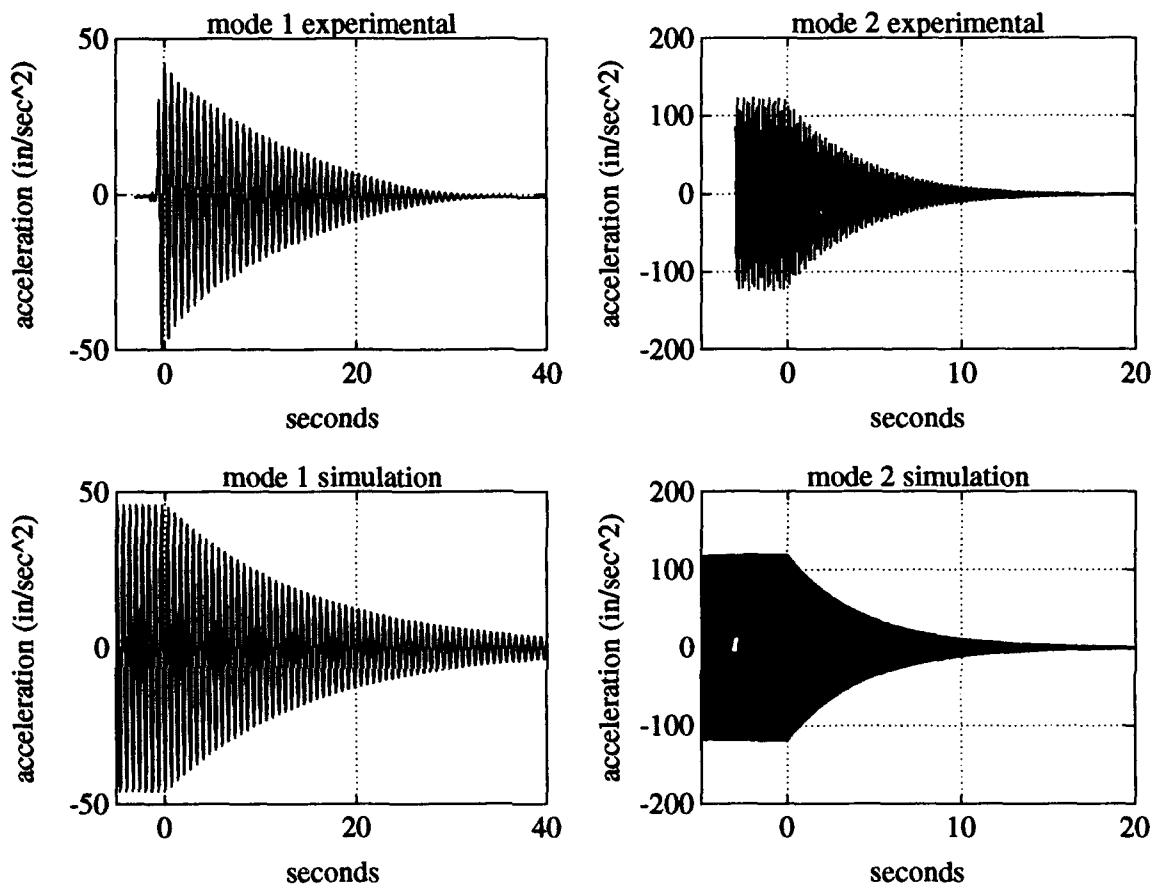 mode 1 experimental
50
0
-50
acceleration (in/sec^2)
0
20
40
seconds
mode 2 experimental
200
100
0
-100
-200
acceleration (in/sec^2)
0
10
20
seconds
mode 1 simulation
50
0
-50
acceleration (in/sec^2)
0
20
40
seconds
mode 2 simulation
200
100
0
-100
-200
acceleration (in/sec^2)
0
10
20
seconds